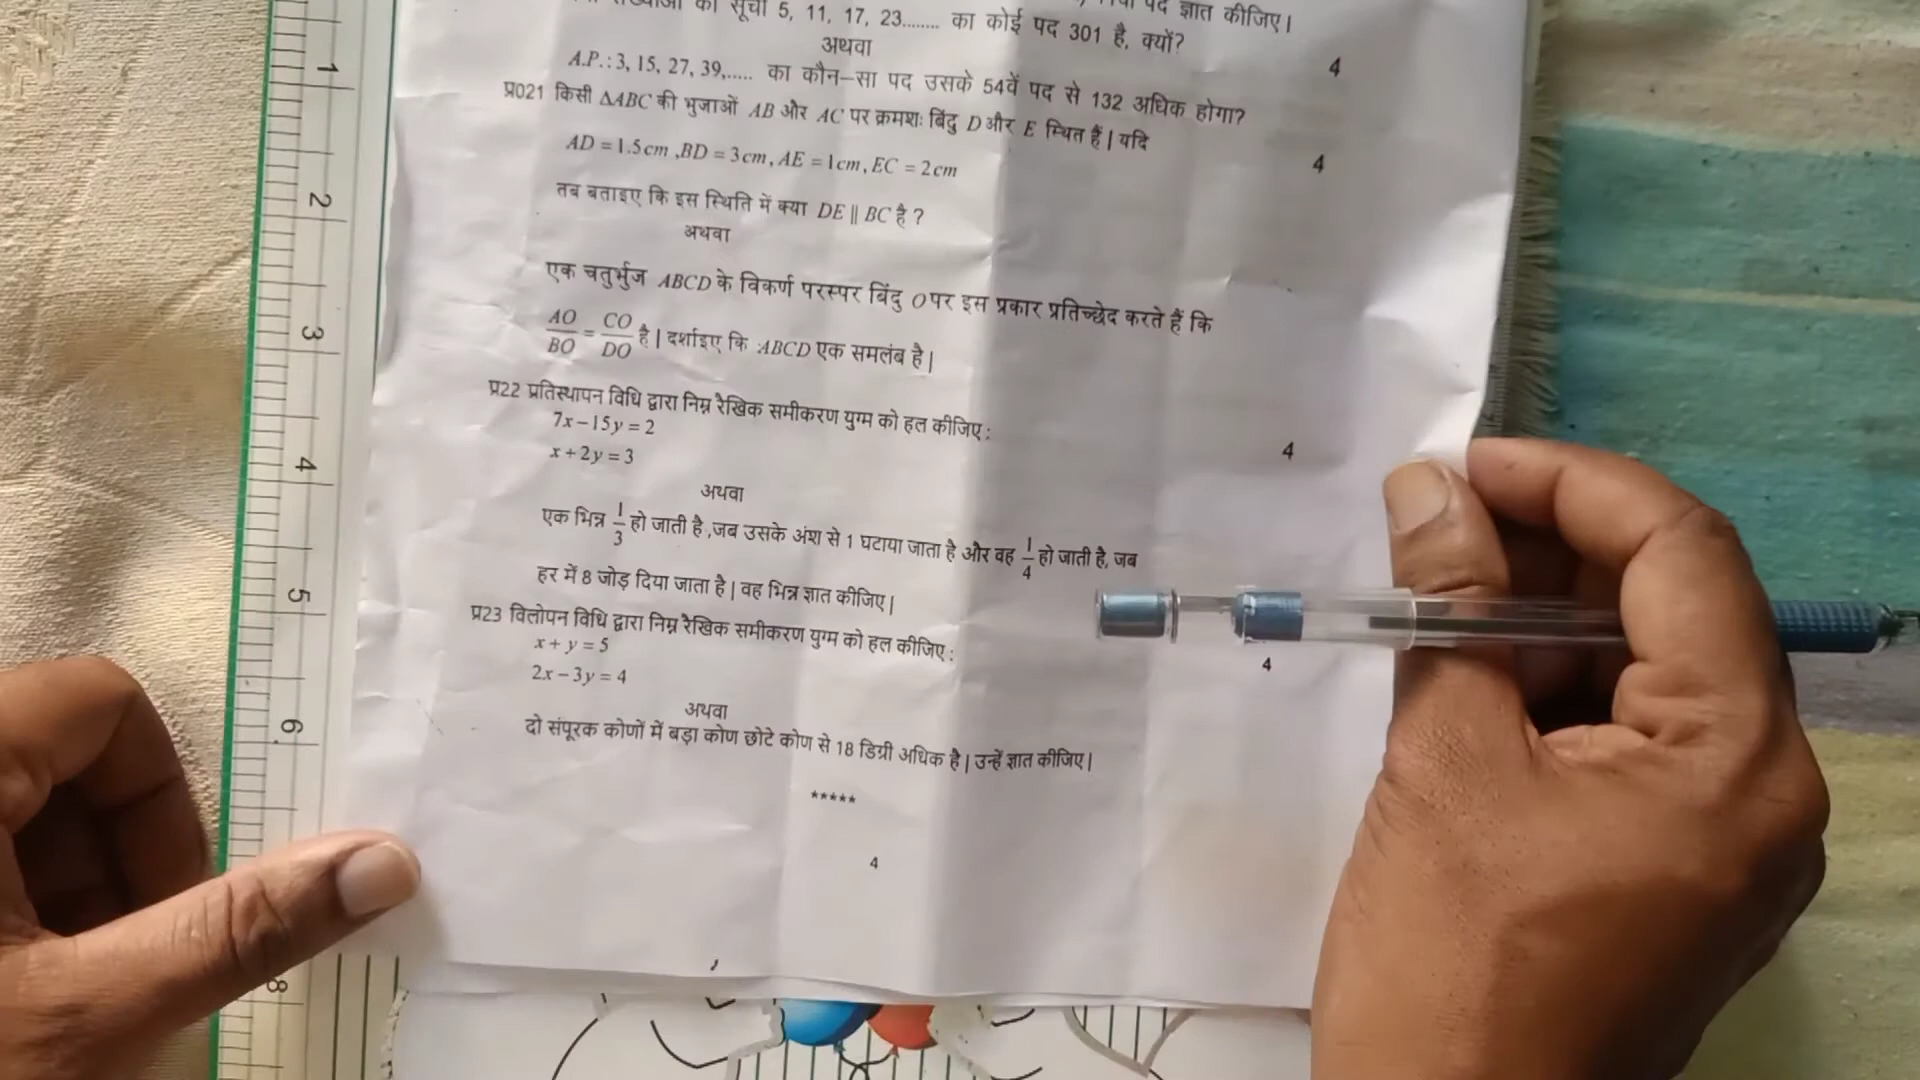 पद ज्ञात कीजिए।
की सूची 5, 11, 17, 23........ का कोई पद 301 है, क्यों?
अथवा
4
A.P.: 3, 15, 27, 39,..... का कौन–सा पद उसके 54वें पद से 132 अधिक होगा?
प्र021 किसी ΔABC की भुजाओं AB और AC पर क्रमशः बिंदु D और E स्थित हैं | यदि
4
AD = 1.5cm ,BD = 3cm, AE = 1cm, EC = 2cm
तब बताइए कि इस स्थिति में क्या DE || BC है ?
अथवा
एक चतुर्भुज ABCD के विकर्ण परस्पर बिंदु O पर इस प्रकार प्रतिच्छेद करते हैं कि
AO/BO = CO/DO है | दर्शाइए कि ABCD एक समलंब है |
प्र22 प्रतिस्थापन विधि द्वारा निम्न रैखिक समीकरण युग्म को हल कीजिए :
7x – 15y = 2
4
x + 2y = 3
अथवा
एक भिन्न 1/3 हो जाती है ,जब उसके अंश से 1 घटाया जाता है और वह 1/4 हो जाती है, जब
हर में 8 जोड़ दिया जाता है | वह भिन्न ज्ञात कीजिए |
प्र23 विलोपन विधि द्वारा निम्न रैखिक समीकरण युग्म को हल कीजिए :
x + y = 5
4
2x – 3y = 4
अथवा
दो संपूरक कोणों में बड़ा कोण छोटे कोण से 18 डिग्री अधिक है | उन्हें ज्ञात कीजिए |
*****
4
1
2
3
4
5
6
8